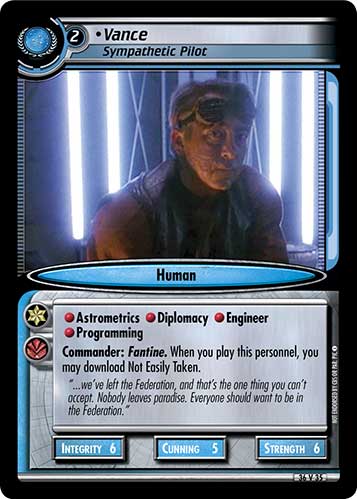 2 •Vance
Sympathetic Pilot
Human
Astrometrics Diplomacy Engineer
Programming
Commander: Fantine. When you play this personnel, you
may download Not Easily Taken.
"...we've left the Federation, and that's the one thing you can't
accept. Nobody leaves paradise. Everyone should want to be in
the Federation."
INTEGRITY 6 CUNNING 5 STRENGTH 6
36 V 35